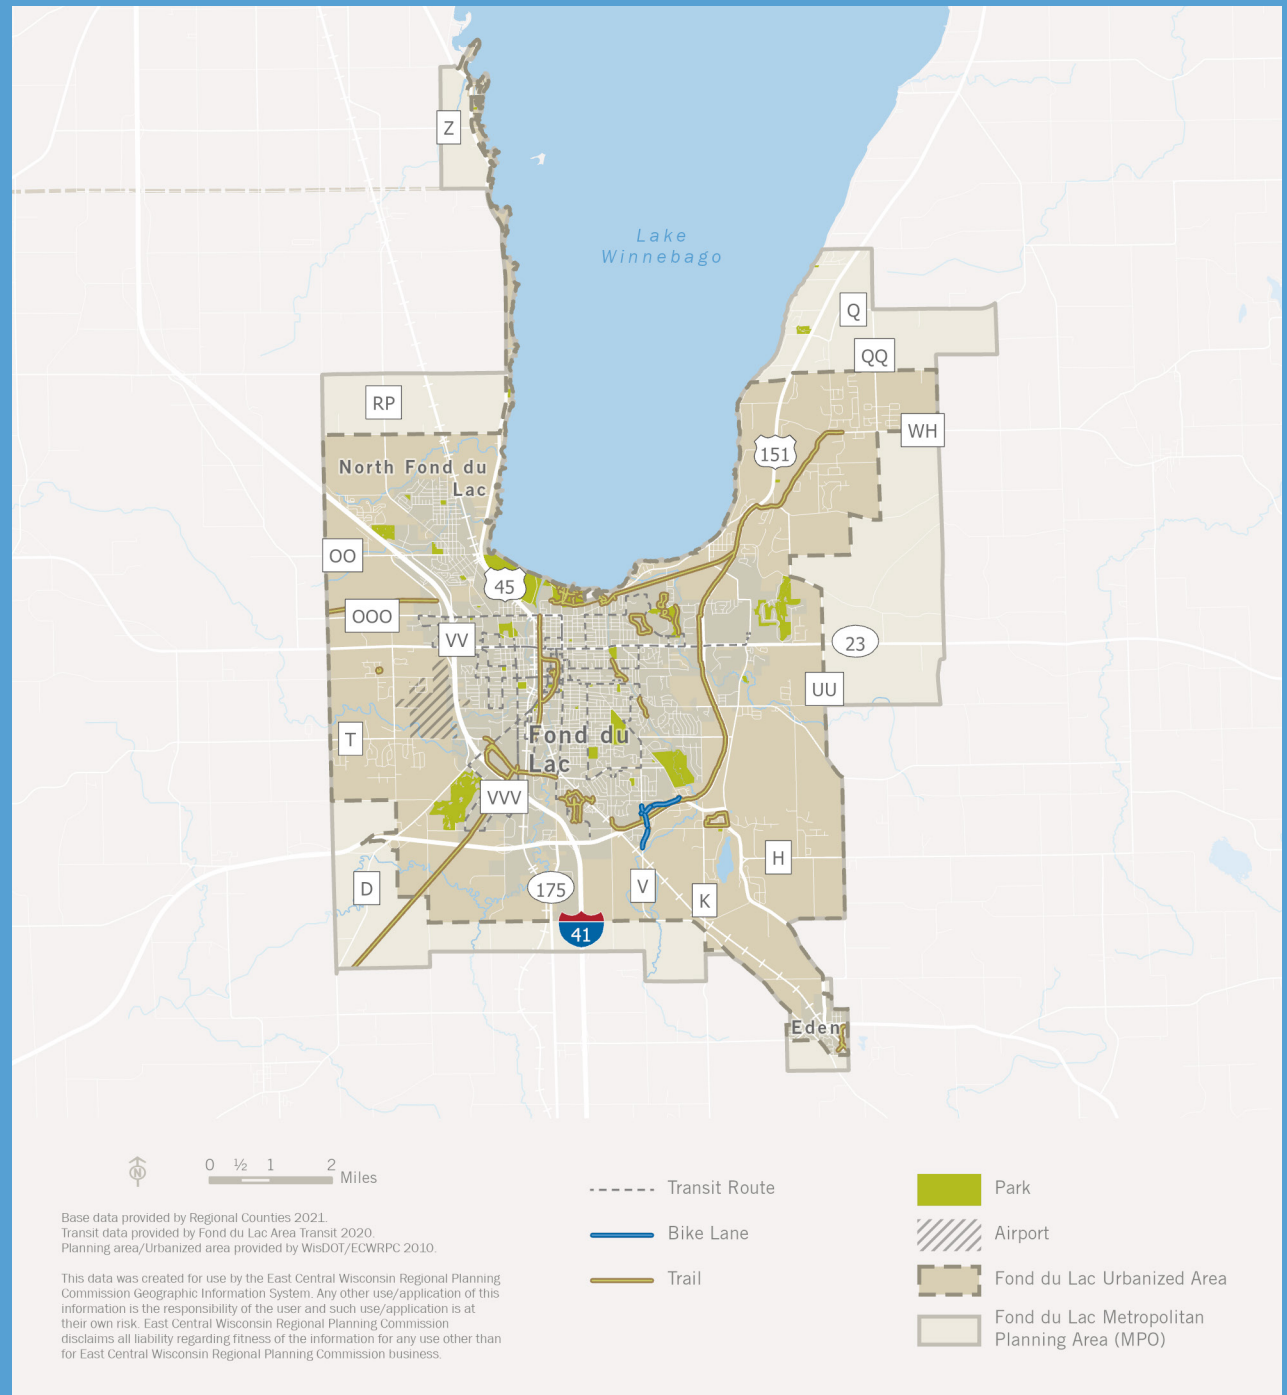 Z
Lake
Winnebago
Q
QQ
RP
WH
151
North Fond du
Lac
OO
45
OOO
VV
23
UU
T
Fond du
Lac
VVV
H
D
175
V
K
41
Eden
N
0 ½ 1 2
Miles
Base data provided by Regional Counties 2021.
Transit data provided by Fond du Lac Area Transit 2020.
Planning area/Urbanized area provided by WisDOT/ECWRPC 2010.
This data was created for use by the East Central Wisconsin Regional Planning
Commission Geographic Information System. Any other use/application of this
information is the responsibility of the user and such use/application is at
their own risk. East Central Wisconsin Regional Planning Commission
disclaims all liability regarding fitness of the information for any use other than
for East Central Wisconsin Regional Planning Commission business.
Transit Route
Bike Lane
Trail
Park
Airport
Fond du Lac Urbanized Area
Fond du Lac Metropolitan
Planning Area (MPO)